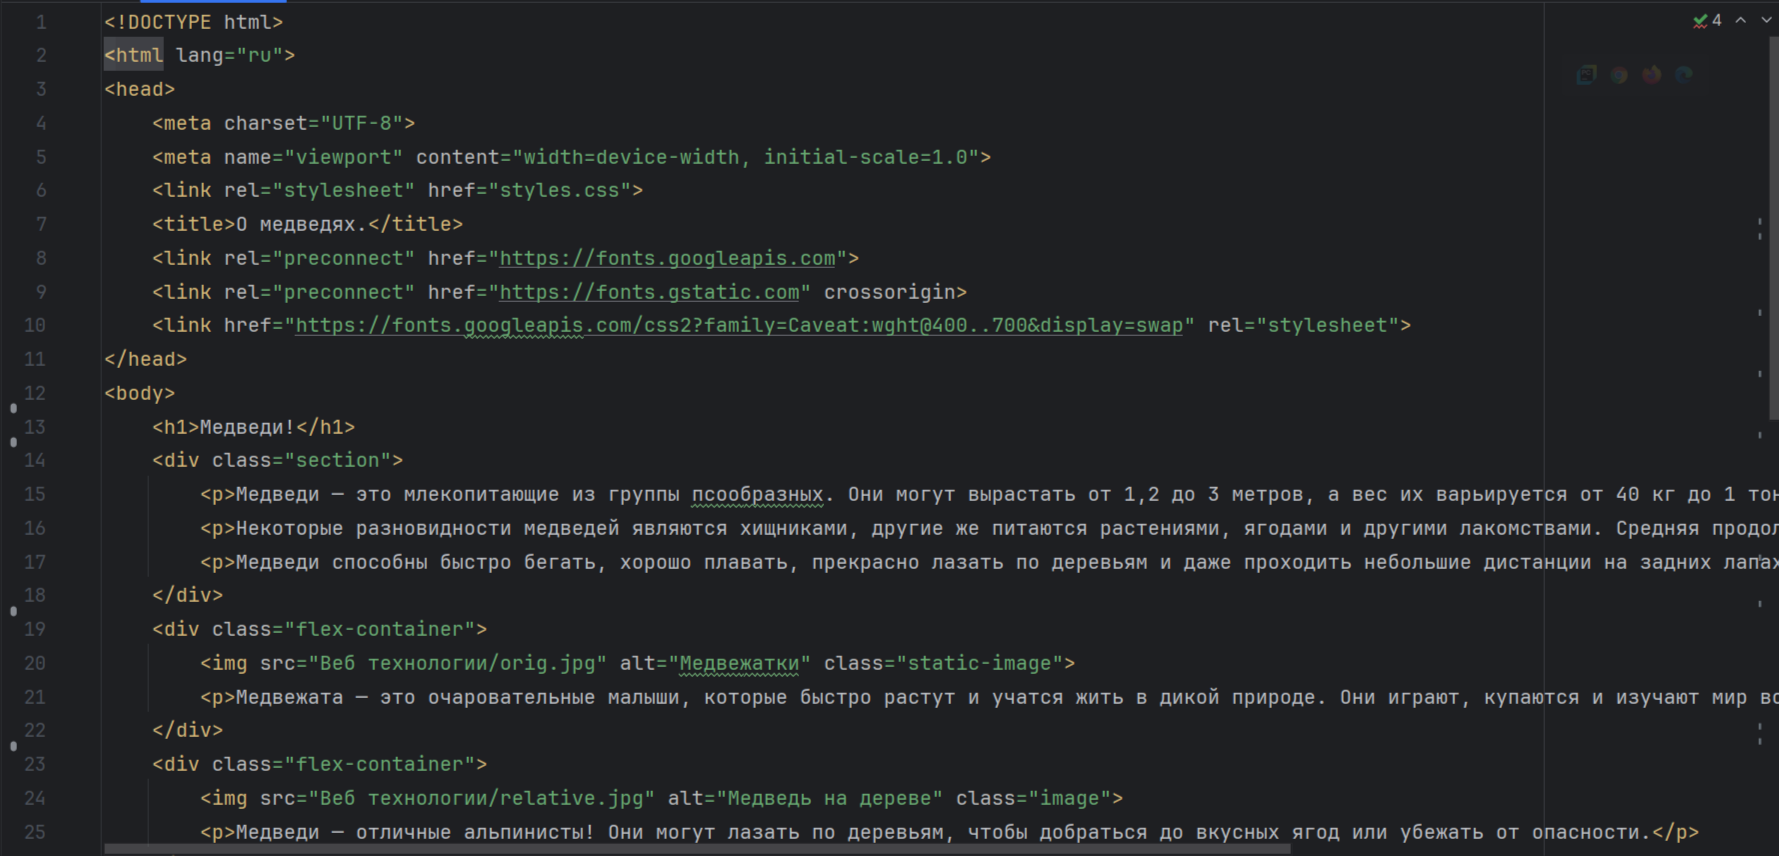 4
1 <!DOCTYPE html>
2 <html lang="ru">
3 <head>
4 <meta charset="UTF-8">
5 <meta name="viewport" content="width=device-width, initial-scale=1.0">
6 <link rel="stylesheet" href="styles.css">
7 <title>О медведях.</title>
8 <link rel="preconnect" href="https://fonts.googleapis.com">
9 <link rel="preconnect" href="https://fonts.gstatic.com" crossorigin>
10 <link href="https://fonts.googleapis.com/css2?family=Caveat:wght@400..700&display=swap" rel="stylesheet">
11 </head>
12 <body>
13 <h1>Медведи!</h1>
14 <div class="section">
15 <p>Медведи — это млекопитающие из группы псообразных. Они могут вырастать от 1,2 до 3 метров, а вес их варьируется от 40 кг до 1 тон
16 <p>Некоторые разновидности медведей являются хищниками, другие же питаются растениями, ягодами и другими лакомствами. Средняя продол
17 <p>Медведи способны быстро бегать, хорошо плавать, прекрасно лазать по деревьям и даже проходить небольшие дистанции на задних лапах
18 </div>
19 <div class="flex-container">
20 <img src="Веб технологии/orig.jpg" alt="Медвежатки" class="static-image">
21 <p>Медвежата — это очаровательные малыши, которые быстро растут и учатся жить в дикой природе. Они играют, купаются и изучают мир во
22 </div>
23 <div class="flex-container">
24 <img src="Веб технологии/relative.jpg" alt="Медведь на дереве" class="image">
25 <p>Медведи — отличные альпинисты! Они могут лазать по деревьям, чтобы добраться до вкусных ягод или убежать от опасности.</p>